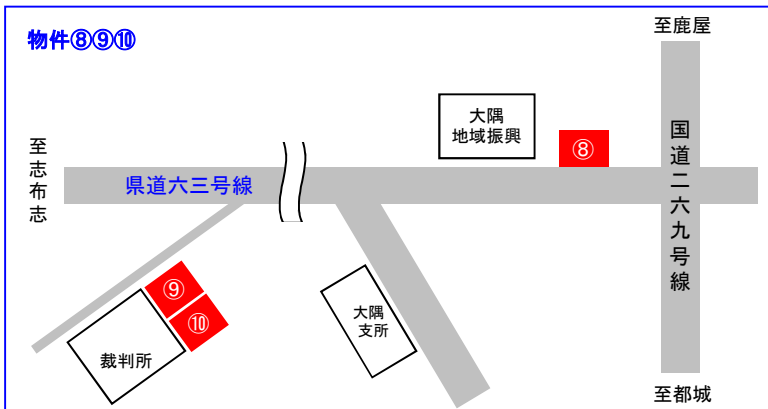 物件⑧⑨⑩
至鹿屋
大隅
地域振興
⑧
至志布志
県道六三号線
国道二六九号線
⑨
⑩
大隅
支所
裁判所
至都城